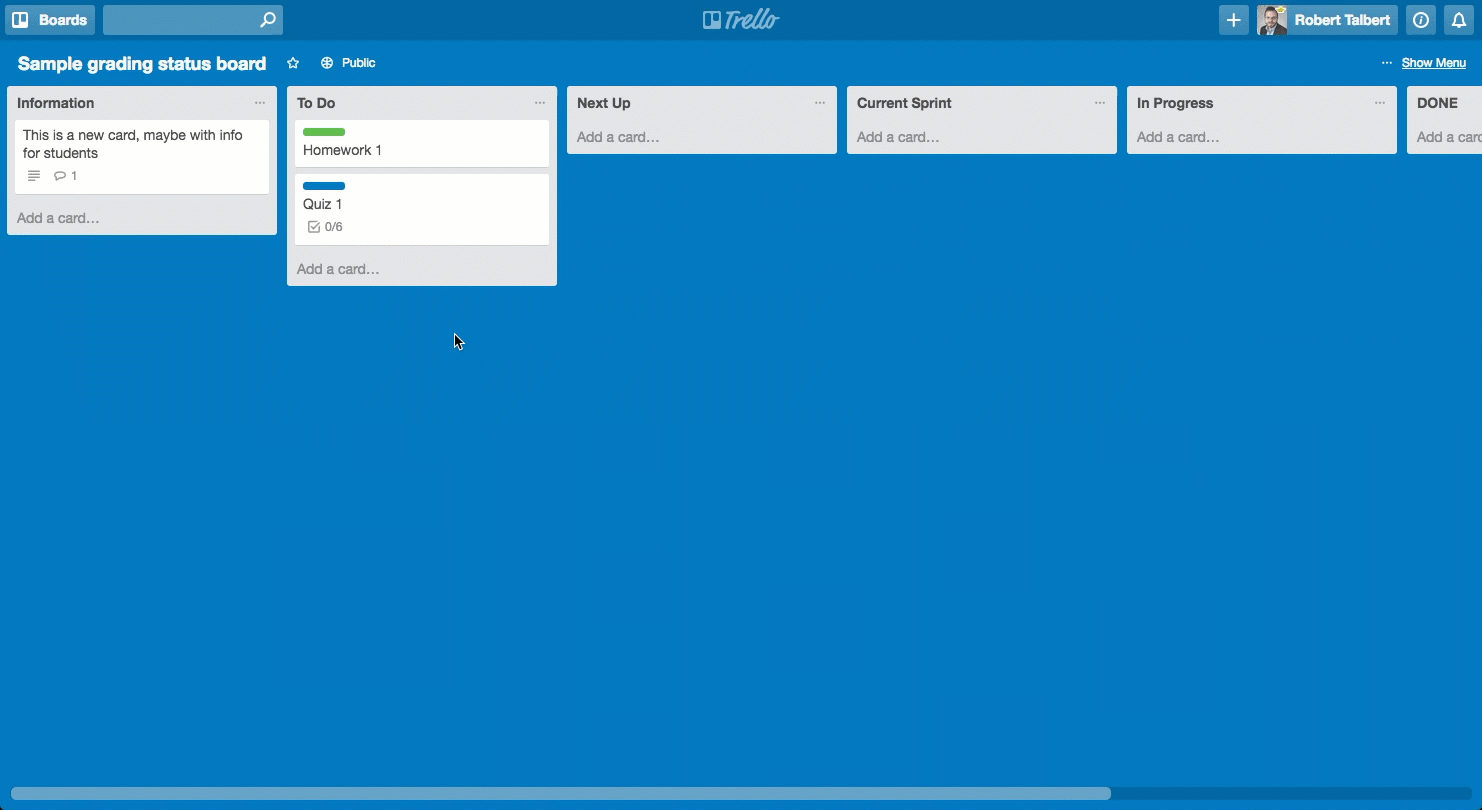 Boards
Trello
Robert Talbert
Sample grading status board
Public
... Show Menu
Information ...
This is a new card, maybe with info
for students
1
Add a card…
To Do ...
Homework 1
Quiz 1
0/6
Add a card…
Next Up ...
Add a card…
Current Sprint ...
Add a card…
In Progress ...
Add a card…
DONE
Add a car